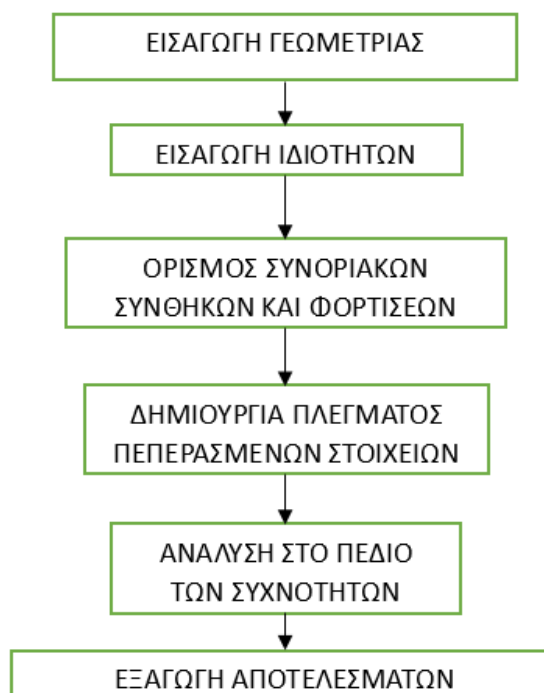 ΕΙΣΑΓΩΓΗ ΓΕΩΜΕΤΡΙΑΣ
ΕΙΣΑΓΩΓΗ ΙΔΙΟΤΗΤΩΝ
ΟΡΙΣΜΟΣ ΣΥΝΟΡΙΑΚΩΝ
ΣΥΝΘΗΚΩΝ ΚΑΙ ΦΟΡΤΙΣΕΩΝ
ΔΗΜΙΟΥΡΓΙΑ ΠΛΕΓΜΑΤΟΣ
ΠΕΠΕΡΑΣΜΕΝΩΝ ΣΤΟΙΧΕΙΩΝ
ΑΝΑΛΥΣΗ ΣΤΟ ΠΕΔΙΟ
ΤΩΝ ΣΥΧΝΟΤΗΤΩΝ
ΕΞΑΓΩΓΗ ΑΠΟΤΕΛΕΣΜΑΤΩΝ